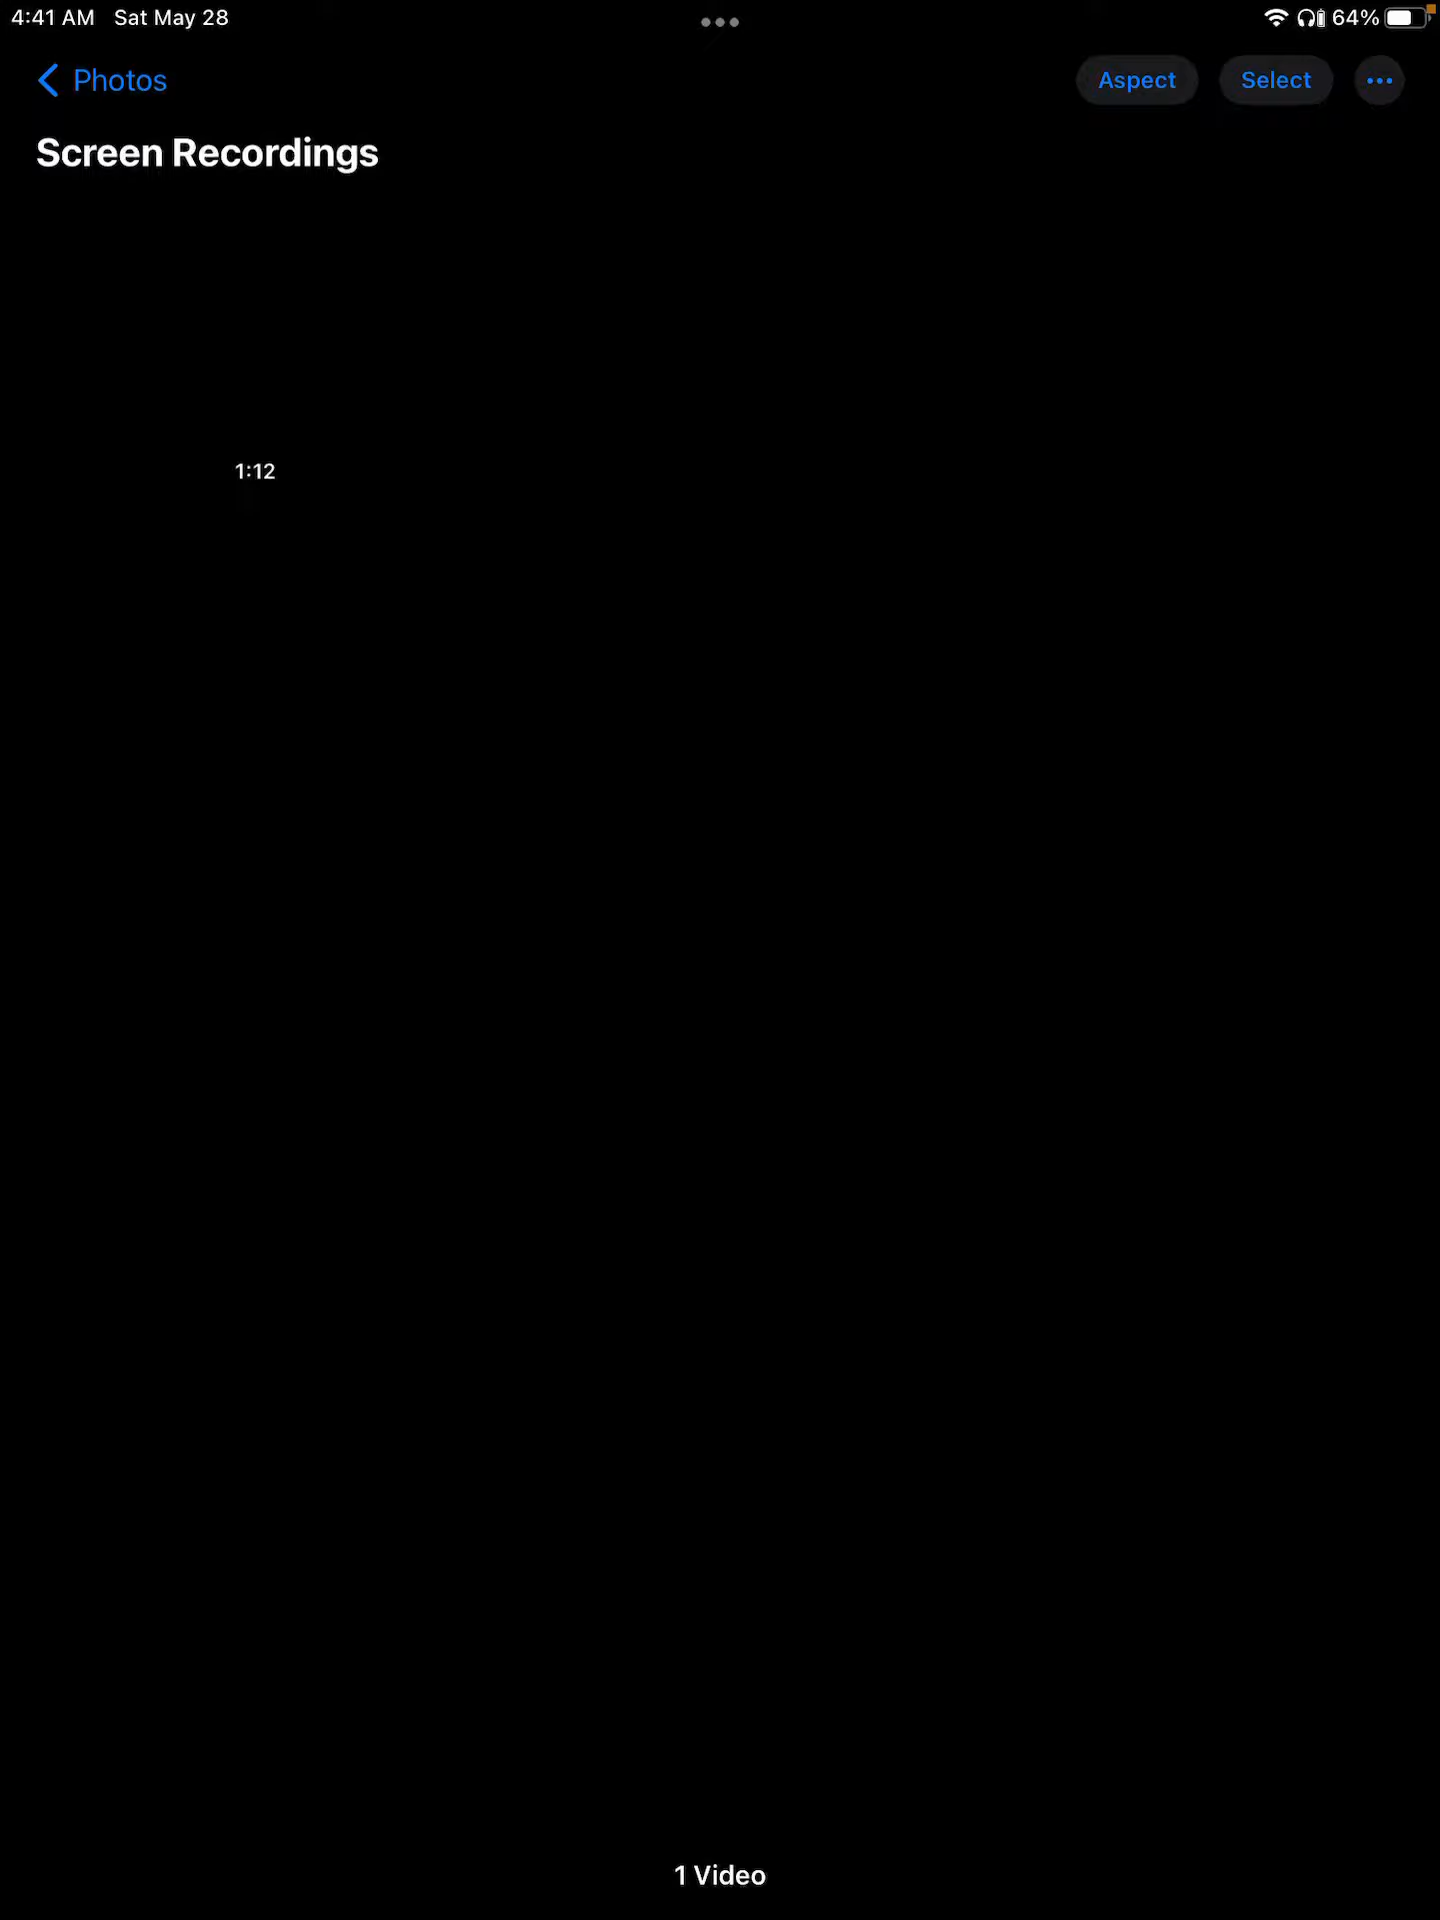 4:41 AM Sat May 28
64%
Photos
Aspect
Select
Screen Recordings
1:12
1 Video